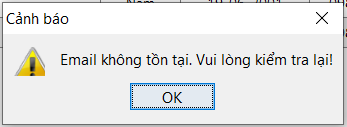 Cảnh báo
Email không tồn tại. Vui lòng kiểm tra lại!
OK